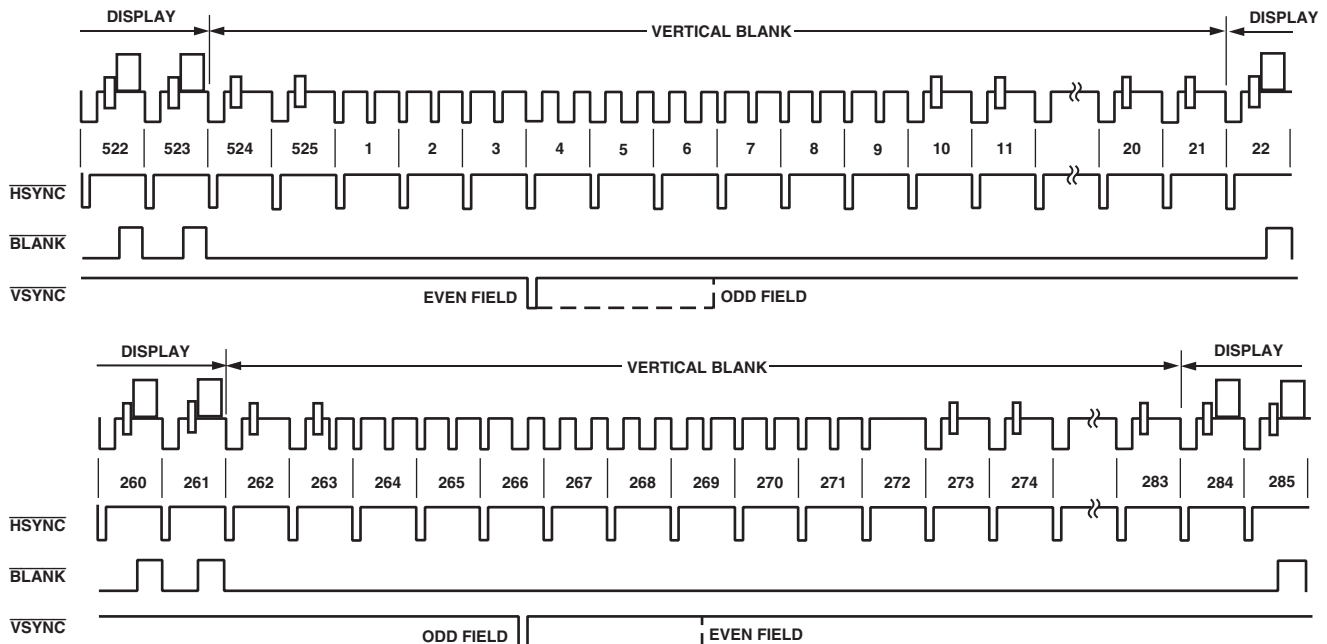 DISPLAY
VERTICAL BLANK
DISPLAY
522 523 524 525 1 2 3 4 5 6 7 8 9 10 11 20 21 22
HSYNC
BLANK
VSYNC
EVEN FIELD
ODD FIELD
DISPLAY
VERTICAL BLANK
DISPLAY
260 261 262 263 264 265 266 267 268 269 270 271 272 273 274 283 284 285
HSYNC
BLANK
VSYNC
ODD FIELD
EVEN FIELD